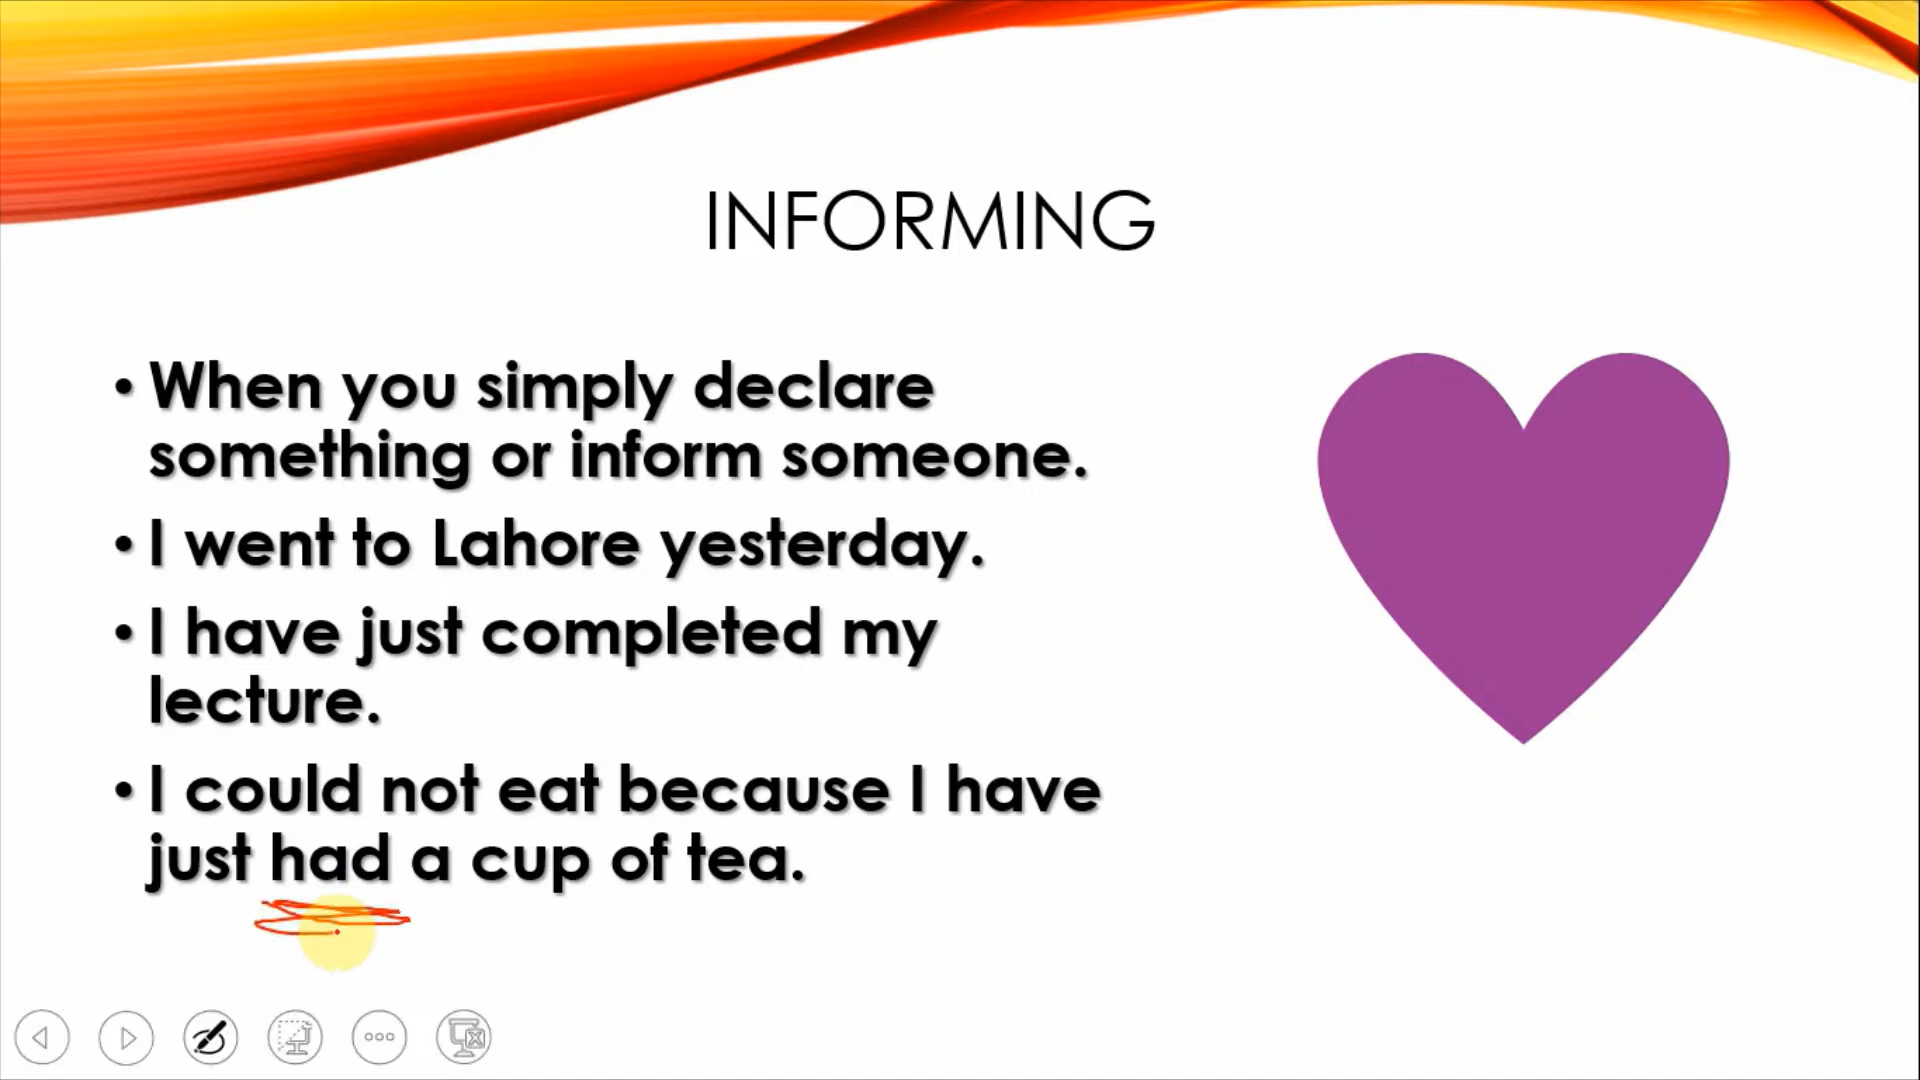 INFORMING
• When you simply declare
something or inform someone.
• I went to Lahore yesterday.
• I have just completed my
lecture.
• I could not eat because I have
just had a cup of tea.